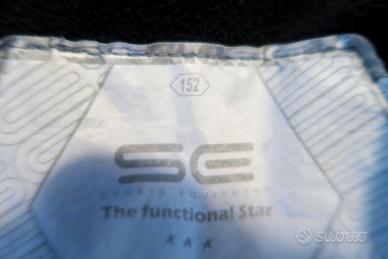 152
SE®
SPORTS EQUIPMENT
The functional Star
subito